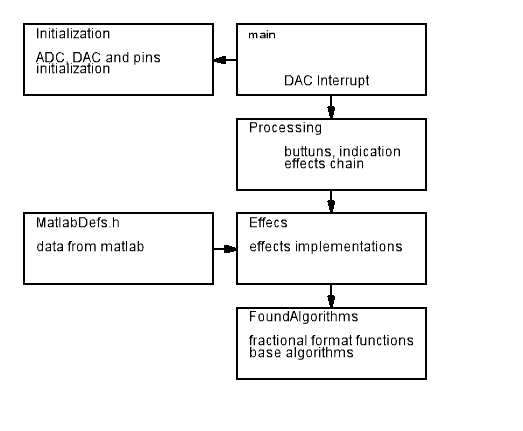 Initialization
ADC, DAC and pins
initialization
main
DAC Interrupt
Processing
buttuns, indication
effects chain
MatlabDefs.h
data from matlab
Effecs
effects implementations
FoundAlgorithms
fractional format functions
base algorithms